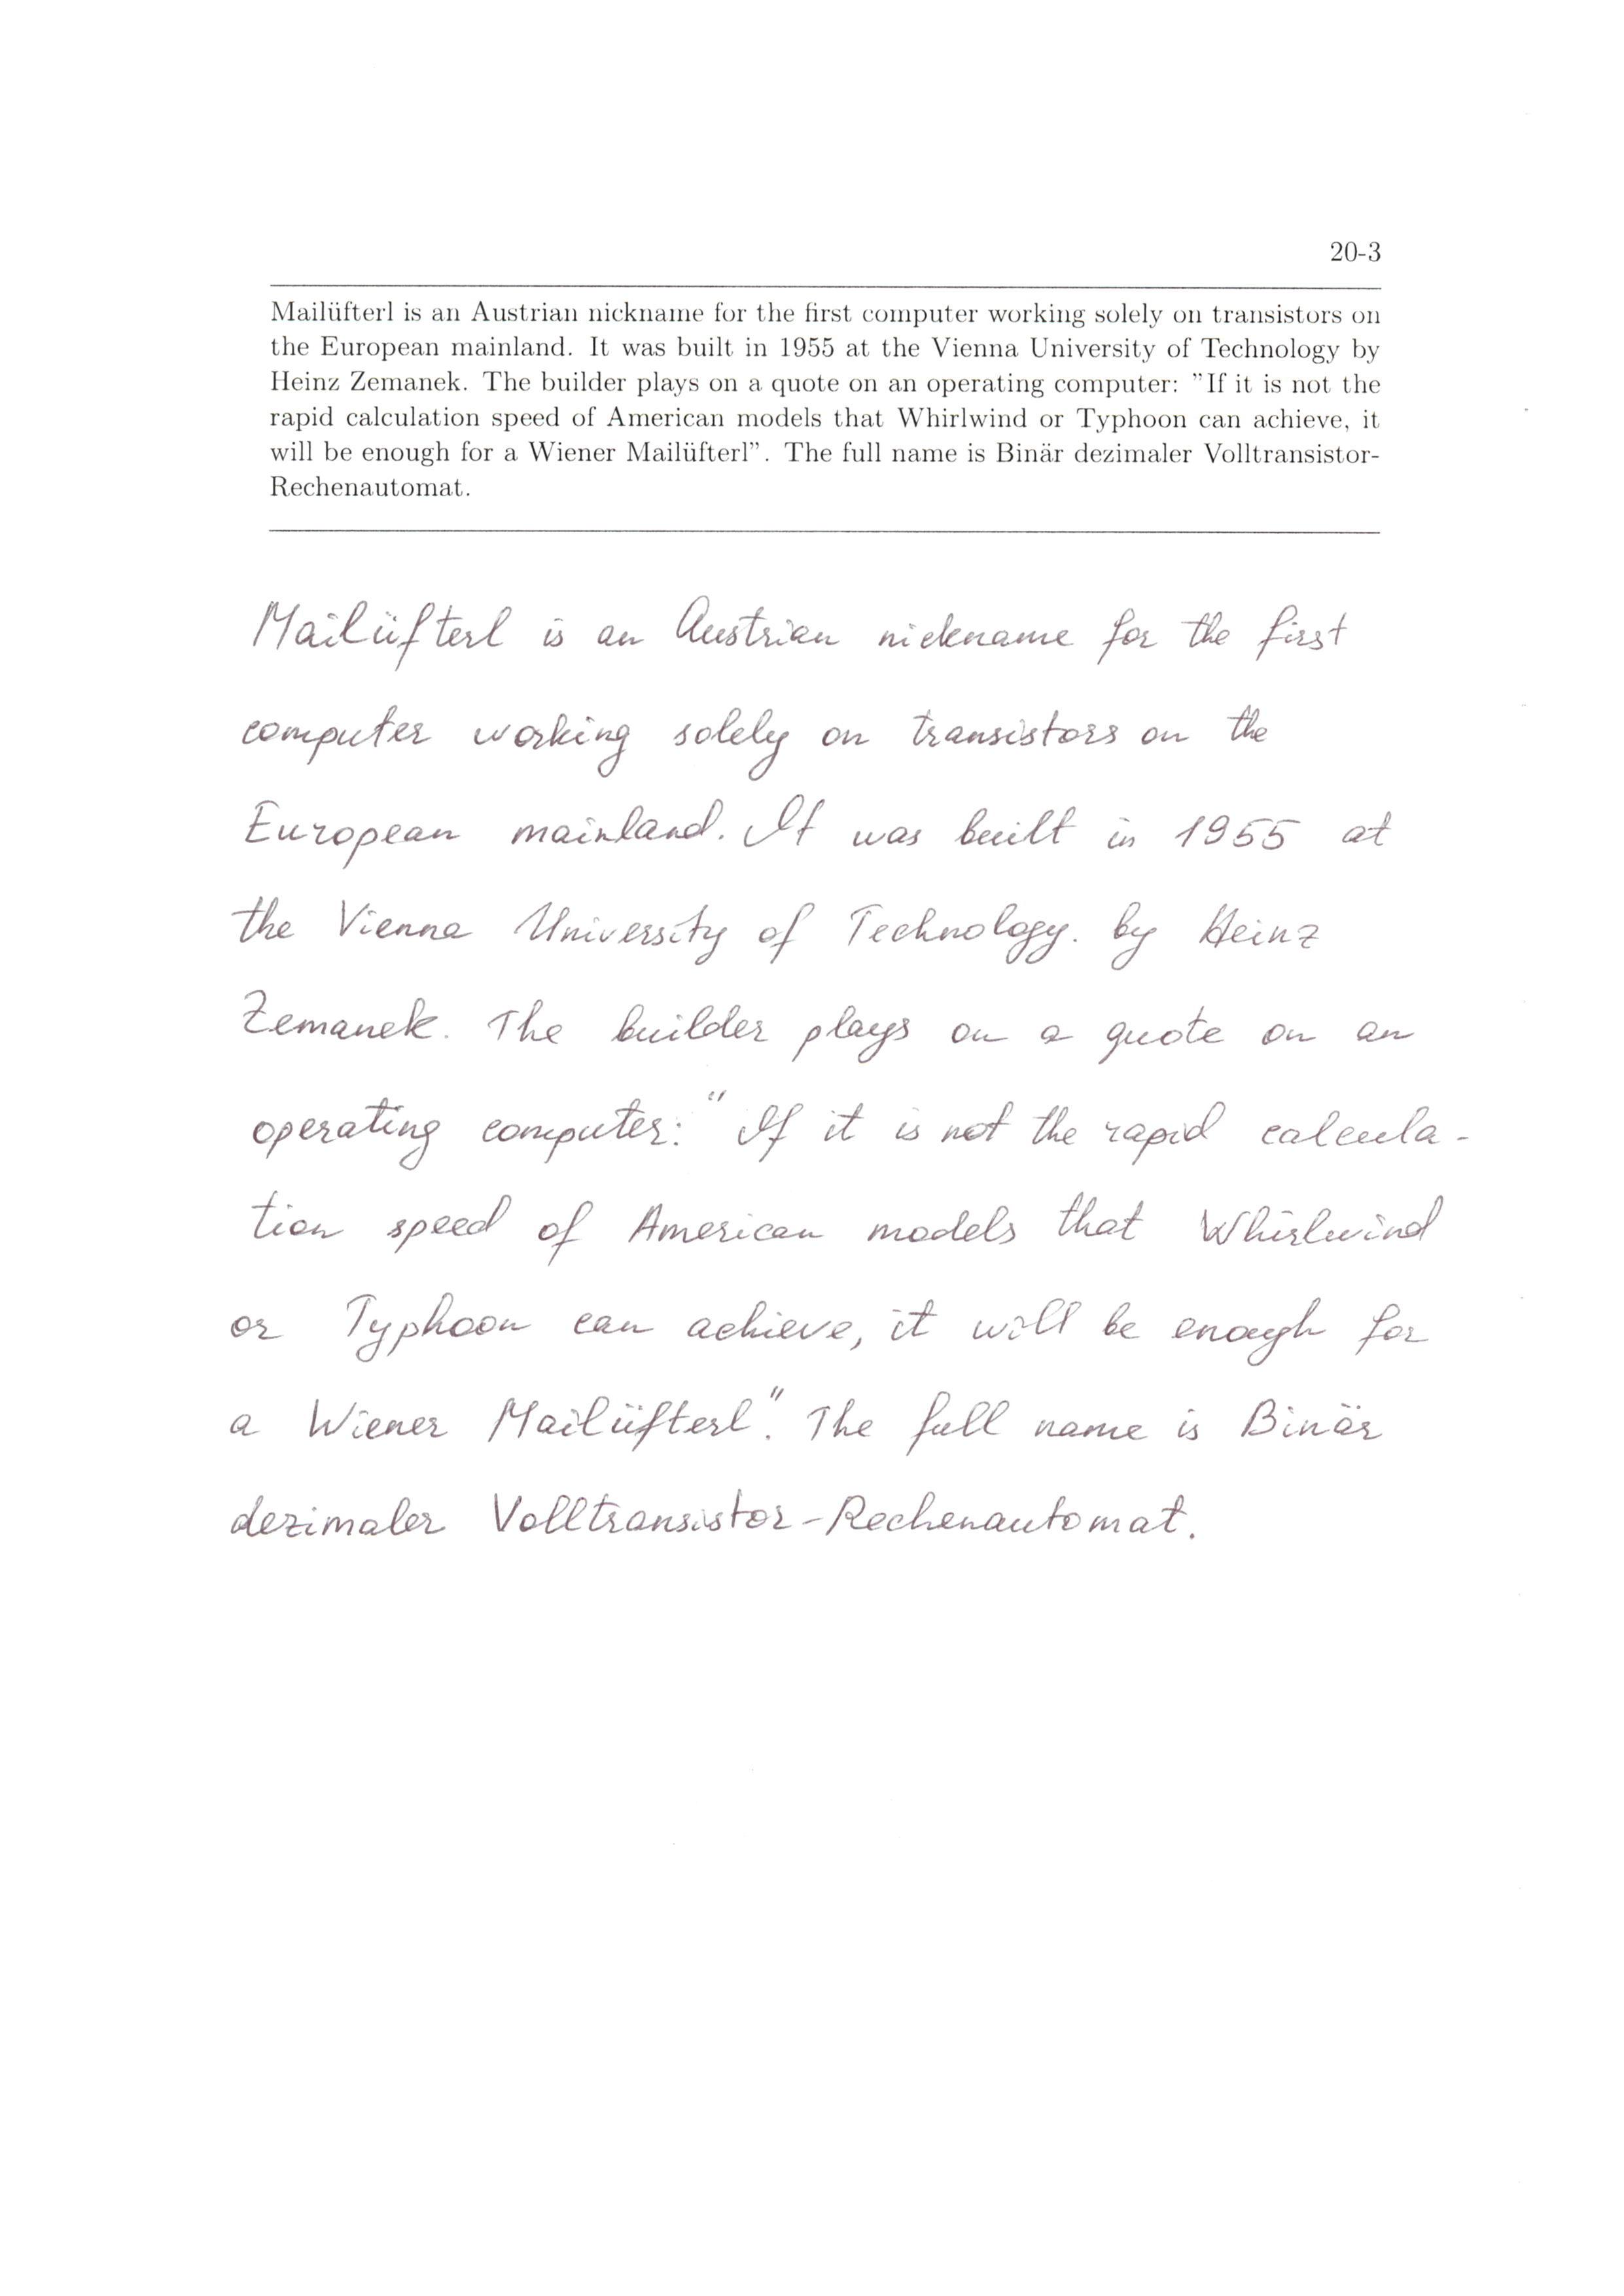 20-3
Mailüfterl is an Austrian nickname for the first computer working solely on transistors on
the European mainland. It was built in 1955 at the Vienna University of Technology by
Heinz Zemanek. The builder plays on a quote on an operating computer: "If it is not the
rapid calculation speed of American models that Whirlwind or Typhoon can achieve, it
will be enough for a Wiener Mailüfterl". The full name is Binär dezimaler Volltransistor-
Rechenautomat.
Mailüfterl is an Austrian nickname for the first
computer working solely on transistors on the
European mainland. It was built in 1955 at
the Vienna University of Technology. by Heinz
Zemanek. The builder plays on a quote on an
operating computer: "If it is not the rapid calcula-
tion speed of American models that Whirlwind
or Typhoon can achieve, it will be enough for
a Wiener Mailüfterl". The full name is Binär
dezimaler Volltransistor-Rechenautomat.